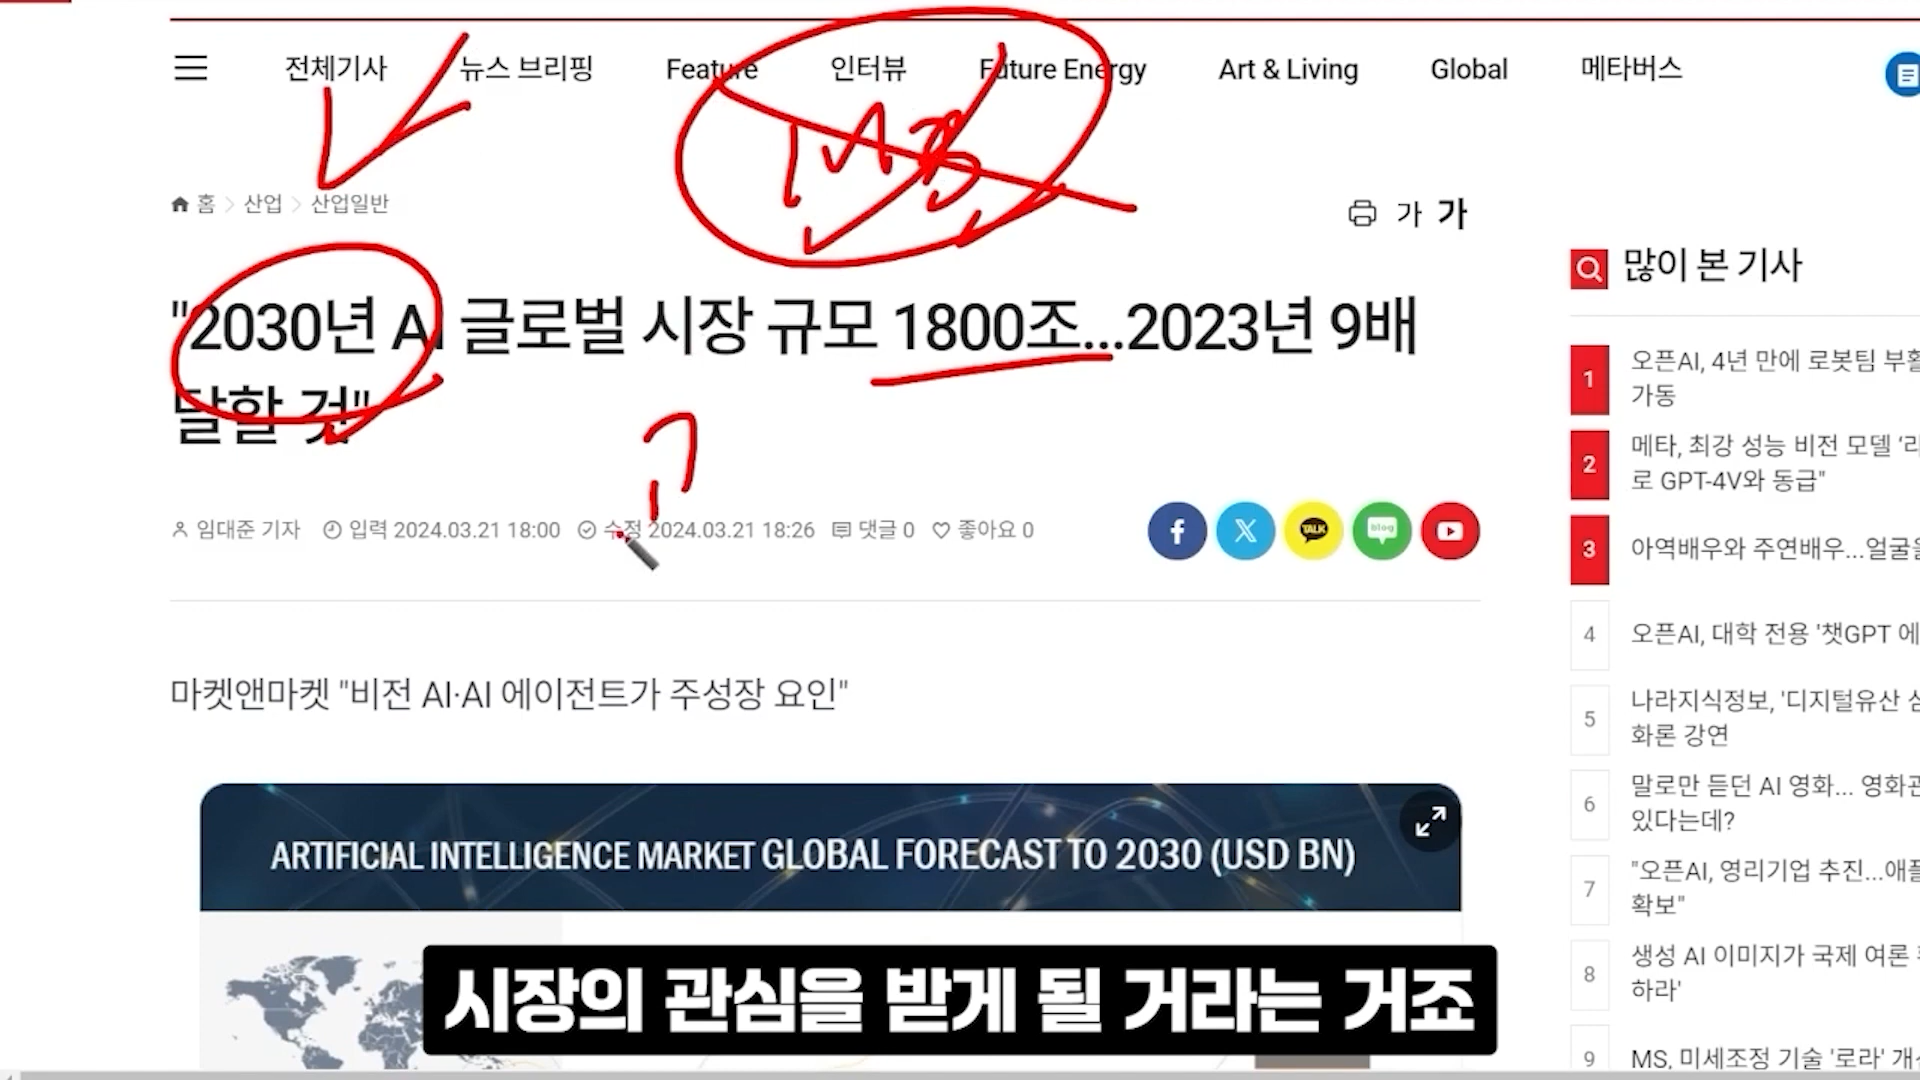 전체기사 뉴스 브리핑 Feature 인터뷰 Future Energy Art & Living Global 메타버스
홈 > 산업 > 산업일반
가 가
"2030년 AI 글로벌 시장 규모 1800조...2023년 9배
달할 것"
임대준 기자 입력 2024.03.21 18:00 수정 2024.03.21 18:26 댓글 0 좋아요 0
TALK
blog
마켓앤마켓 "비전 AI·AI 에이전트가 주성장 요인"
ARTIFICIAL INTELLIGENCE MARKET GLOBAL FORECAST TO 2030 (USD BN)
시장의 관심을 받게 될 거라는 거죠
많이 본 기사
1 오픈AI, 4년 만에 로봇팀 부활
가동
2 메타, 최강 성능 비전 모델
로 GPT-4V와 동급"
3 아역배우와 주연배우...얼굴을
4 오픈AI, 대학 전용 '챗GPT 에
5 나라지식정보, '디지털유산
화론 강연
6 말로만 듣던 AI 영화... 영화관
있다는데?
7 "오픈AI, 영리기업 추진...애플
확보"
8 생성 AI 이미지가 국제 여론
하라'
9 MS, 미세조정 기술 '로라' 개